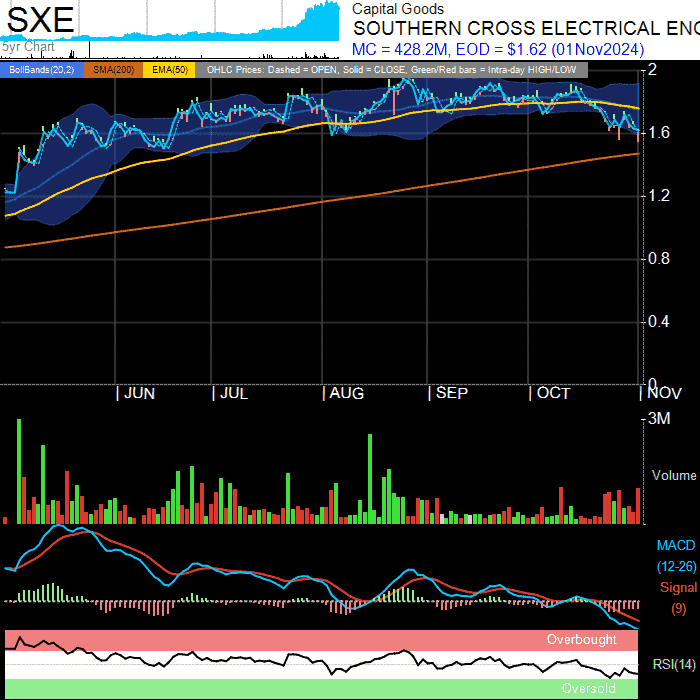 SXE
5yr Chart
Capital Goods
SOUTHERN CROSS ELECTRICAL ENG
MC = 428.2M, EOD = $1.62 (01Nov2024)
BollBands(20,2) SMA(200) EMA(50) OHLC Prices: Dashed = OPEN, Solid = CLOSE, Green/Red bars = Intra-day HIGH/LOW
2
1.6
1.2
0.8
0.4
0
JUN JUL AUG SEP OCT NOV
3M
Volume
MACD
(12-26)
Signal
(9)
Overbought
RSI(14)
Oversold